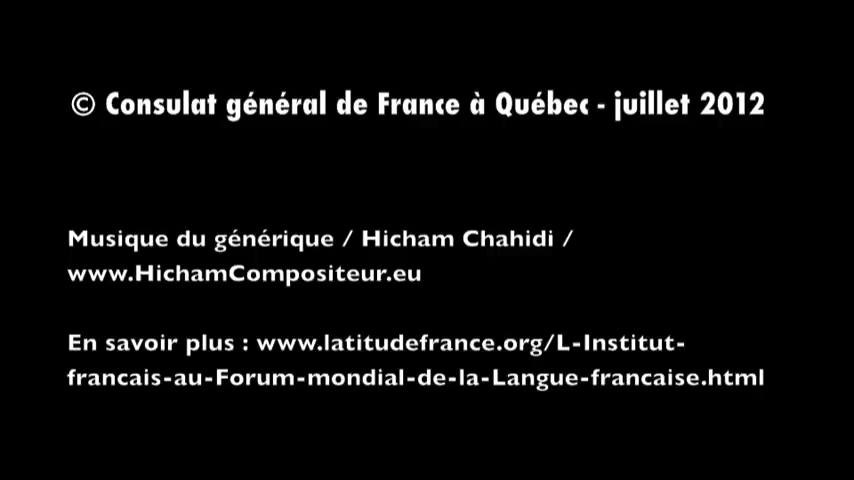 © Consulat général de France à Québec - juillet 2012
Musique du générique / Hicham Chahidi /
www.HichamCompositeur.eu
En savoir plus : www.latitudefrance.org/L-Institut-
francais-au-Forum-mondial-de-la-Langue-francaise.html